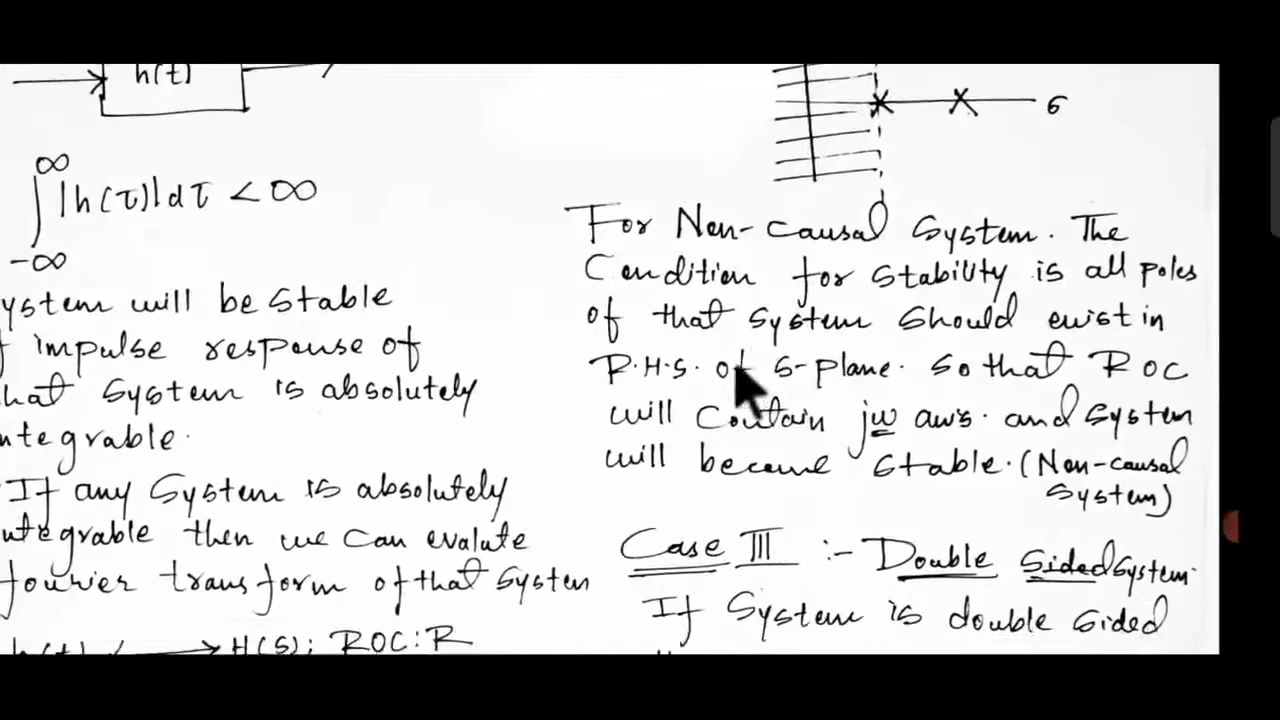 h(t)
∞
∫ |h(τ)|dτ < ∞
-∞
ystem will be stable
f impulse response of
hat system is absolutely
ntegrable.
If any system is absolutely
ntegrable then we can evalute
fourier transform of that system
h(t) ⟷ H(s); ROC:R
σ
For Non-causal system. The
Condition for stability is all poles
of that system should exist in
R.H.S. of S-plane. so that ROC
will contain jw axis. and system
will become stable. (Non-causal
system)
Case III :- Double sided system.
If system is double sided